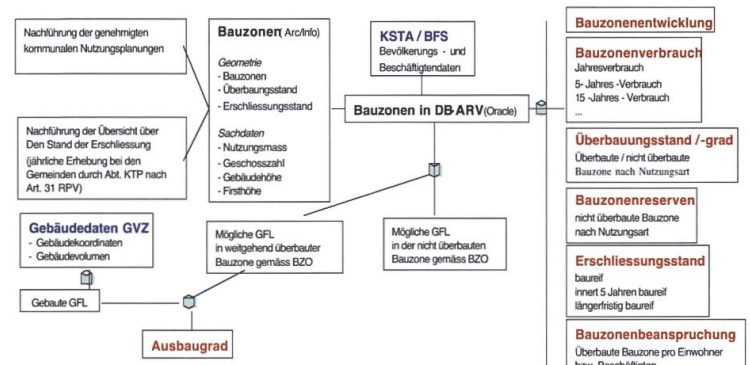 Nachführung der genehmigten
kommunalen Nutzungsplanungen
Nachführung der Übersicht über
Den Stand der Erschliessung
(jährliche Erhebung bei den
Gemeinden durch Abt. KTP nach
Art. 31 RPV)
Bauzonen( Arc/Info)
Geometrie
- Bauzonen
- Überbaungsstand
- Erschliessungsstand
Sachdaten
- Nutzungsmass
- Geschosszahl
- Gebäudehöhe
- Firsthöhe
KSTA / BFS
Bevölkerungs - und
Beschäftigtendaten
Bauzonen in DB-ARV(Oracle)
Gebäudedaten GVZ
- Gebäudekoordinaten
- Gebäudevolumen
Gebaute GFL
Mögliche GFL
in weitgehend überbauter
Bauzone gemäss BZO
Mögliche GFL
in der nicht überbauten
Bauzone gemäss BZO
Ausbaugrad
Bauzonenentwicklung
Bauzonenverbrauch
Jahresverbrauch
5- Jahres -Verbrauch
15 -Jahres - Verbrauch
...
Überbauungsstand /-grad
Überbaute / nicht überbaute
Bauzone nach Nutzungsart
Bauzonenreserven
nicht überbaute Bauzone
nach Nutzungsart
Erschliessungsstand
baureif
innert 5 Jahren baureif
längerfristig baureif
Bauzonenbeanspruchung
Überbaute Bauzone pro Einwohner
bzw. Beschäftigten